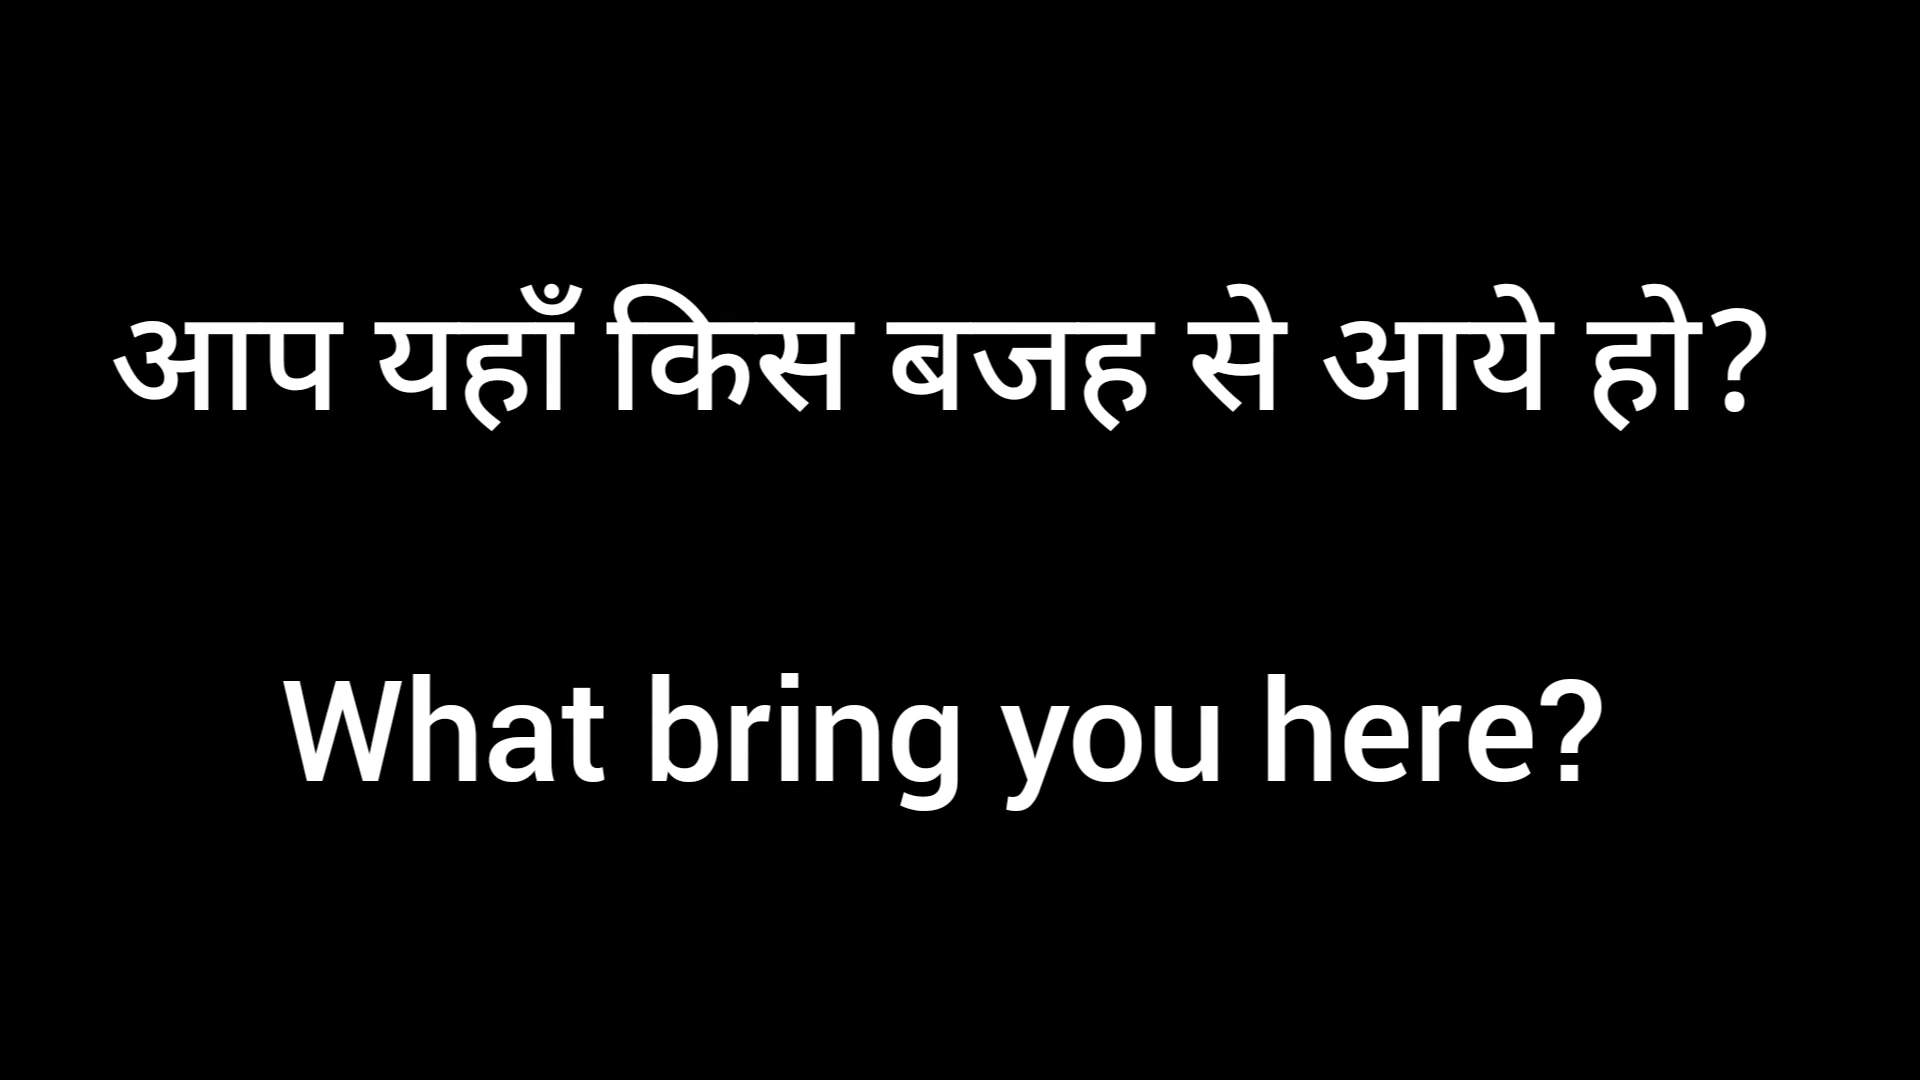 आप यहाँ किस बजह से आये हो?
What bring you here?